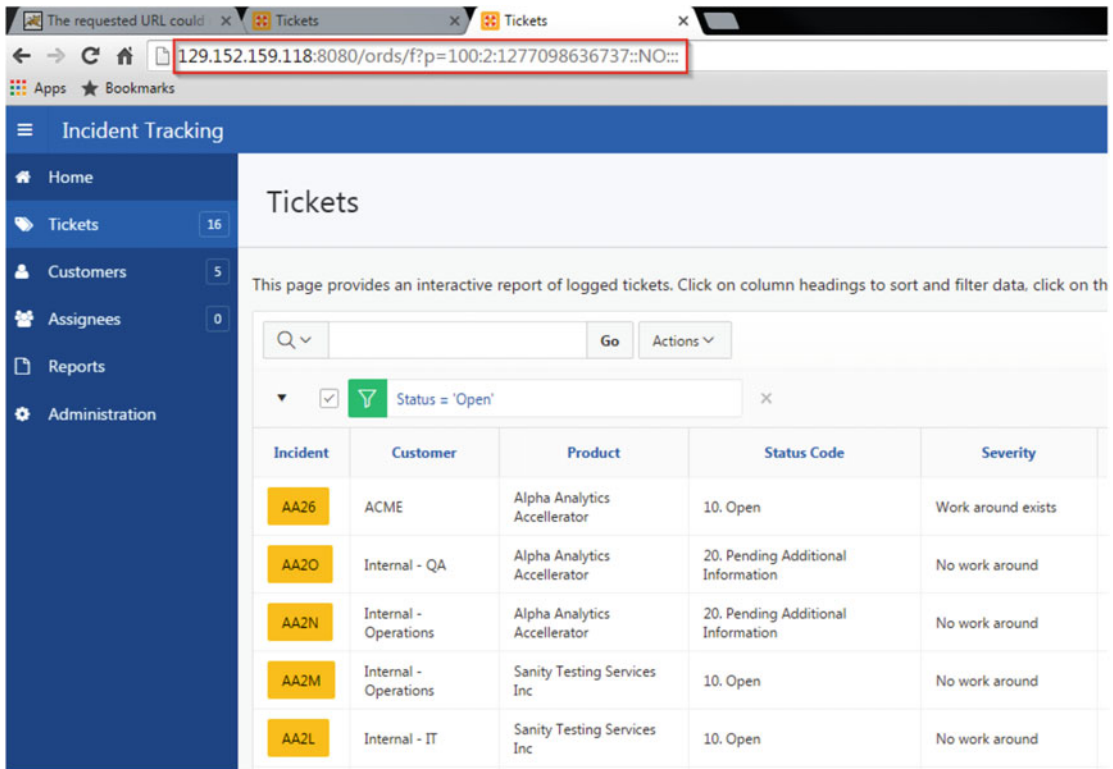 The requested URL could
Tickets
Tickets
129.152.159.118:8080/ords/f?p=100:2:1277098636737::NO:::
Apps Bookmarks
Incident Tracking
Home
Tickets 16
Customers 5
Assignees 0
Reports
Administration
Tickets
This page provides an interactive report of logged tickets. Click on column headings to sort and filter data, click on th
Go Actions
Status = 'Open'
Incident Customer Product Status Code Severity
AA26 ACME Alpha Analytics Accellerator 10. Open Work around exists
AA2O Internal - QA Alpha Analytics Accellerator 20. Pending Additional Information No work around
AA2N Internal - Operations Alpha Analytics Accellerator 20. Pending Additional Information No work around
AA2M Internal - Operations Sanity Testing Services Inc 10. Open No work around
AA2L Internal - IT Sanity Testing Services Inc 10. Open No work around